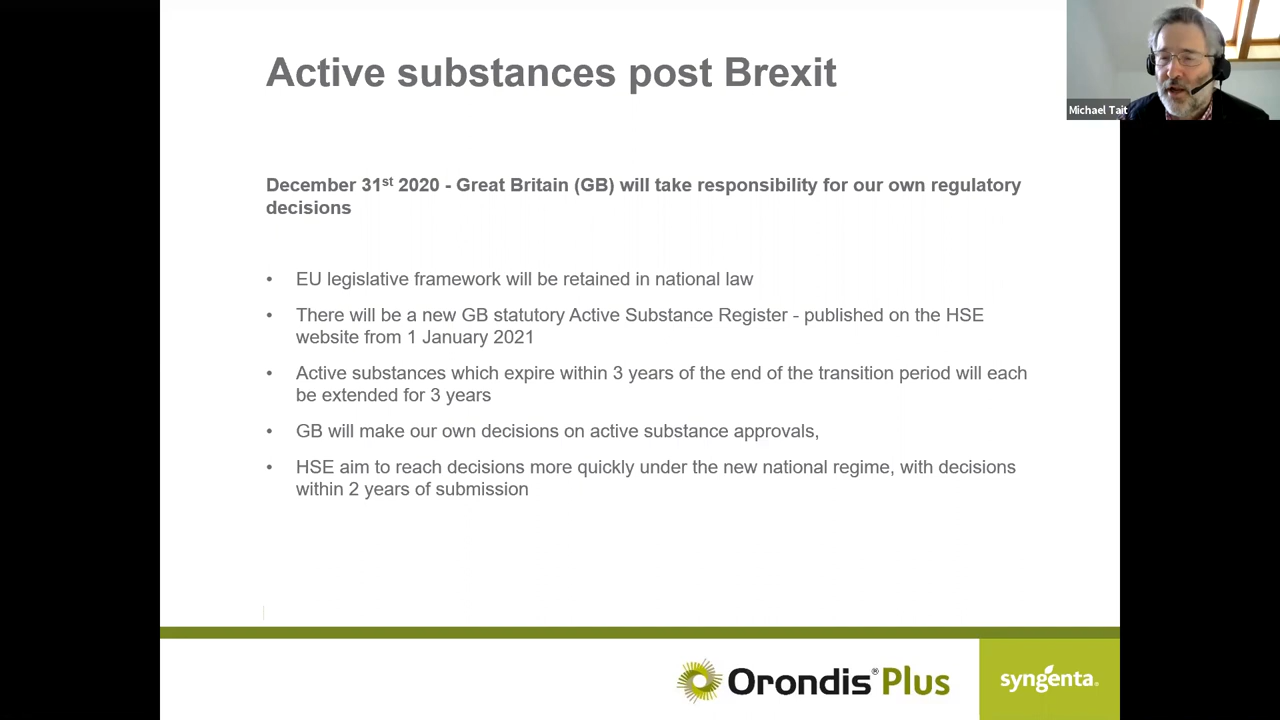 Active substances post Brexit
Michael Tait
December 31st 2020 - Great Britain (GB) will take responsibility for our own regulatory
decisions
• EU legislative framework will be retained in national law
• There will be a new GB statutory Active Substance Register - published on the HSE
website from 1 January 2021
• Active substances which expire within 3 years of the end of the transition period will each
be extended for 3 years
• GB will make our own decisions on active substance approvals,
• HSE aim to reach decisions more quickly under the new national regime, with decisions
within 2 years of submission
Orondis® Plus
syngenta®